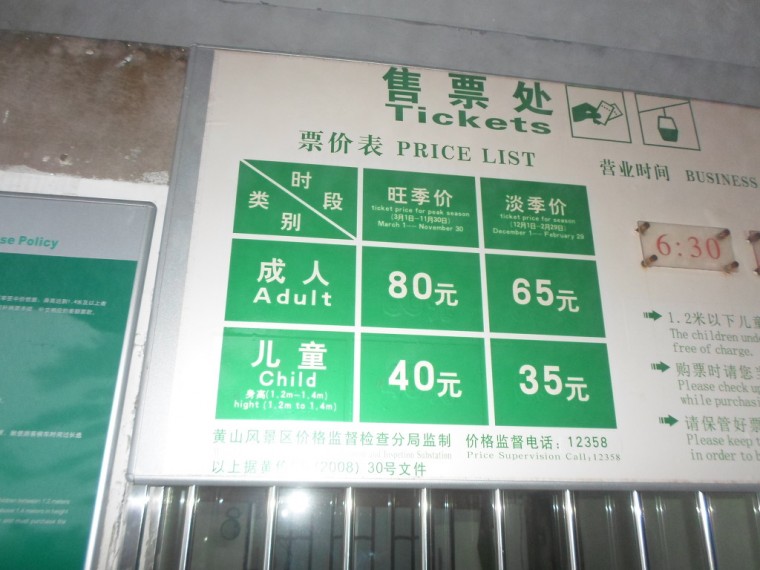 售票处
Tickets
票价表 PRICE LIST
营业时间 BUSINESS
时段
类别
旺季价
ticket price for peak season
(3月1日-11月30日)
March 1--- November 30
淡季价
ticket price for season
(12月1日-2月29日)
December 1--- February 29
成人
Adult
80元
65元
儿童
Child
身高(1.2m~1.4m)
hight (1.2m to 1.4m)
40元
35元
6:30
1.2米以下儿童
The children und
free of charge.
购票时请您
Please check up
while purchasi
请保管好票
Please keep t
in order to b
黄山风景区价格监督检查分局监制 价格监督电话：12358
Price Supervision Call:12358
以上据黄 (2008) 30号文件
se Policy